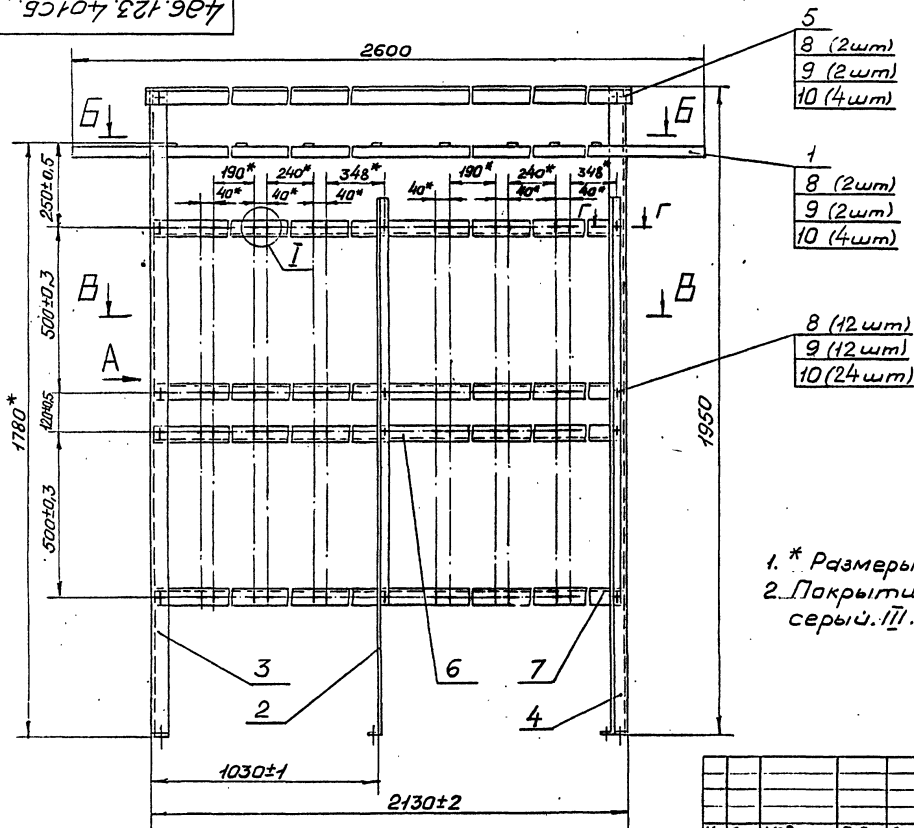 4д6.123.401СБ
2600
5
8 (2шт)
9 (2шт)
10 (4шт)
Б
Б
1
8 (2шт)
9 (2шт)
10 (4шт)
190*
240*
348*
190*
240*
348*
40*
40*
40*
40*
40*
40*
Г
Г
I
250±0,5
500±0,3
В
В
8 (12шт)
9 (12шт)
10 (24шт)
А
120±0,5
1780*
1950
500±0,3
1. * Размеры
2. Покрыти
серый. III.
3
2
6
7
4
1030±1
2130±2